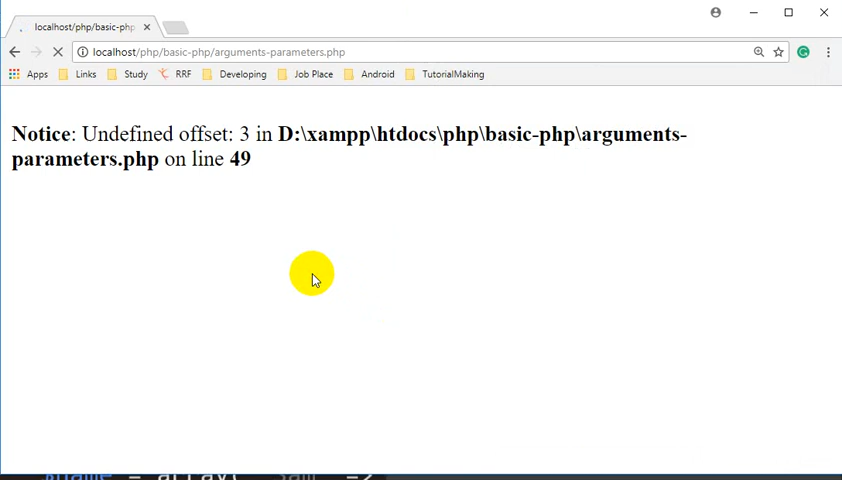 localhost/php/basic-php
localhost/php/basic-php/arguments-parameters.php
Apps Links Study RRF Developing Job Place Android TutorialMaking
Notice: Undefined offset: 3 in D:\xampp\htdocs\php\basic-php\arguments-
parameters.php on line 49